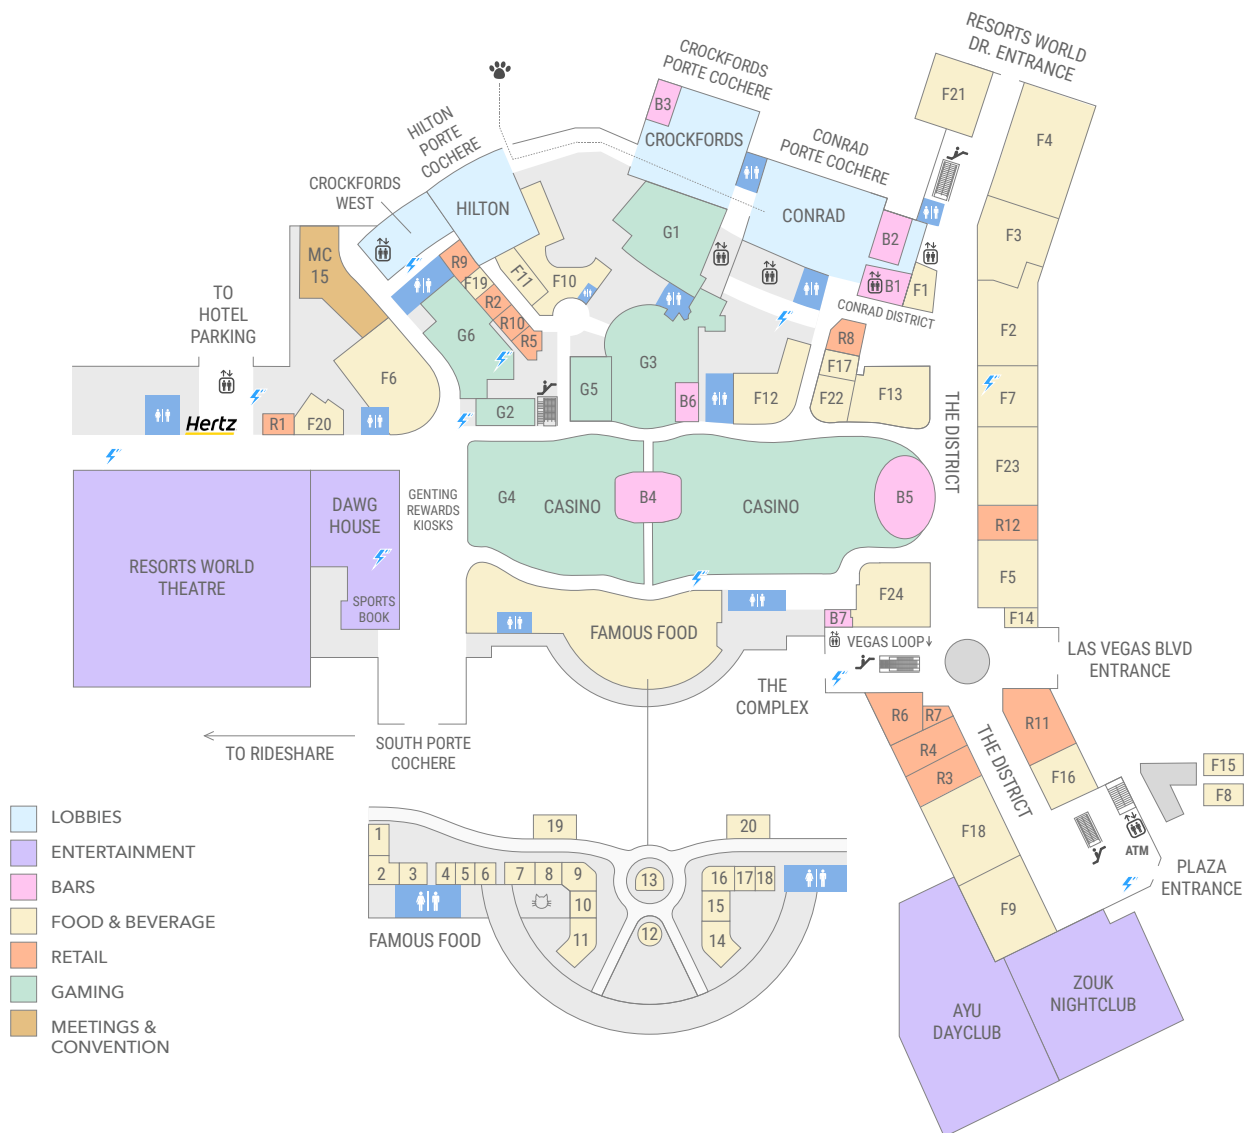 RESORTS WORLD
DR. ENTRANCE
CROCKFORDS
PORTE COCHERE
F21
B3
F4
HILTON
PORTE
COCHERE
CROCKFORDS
CONRAD
PORTE COCHERE
CROCKFORDS
WEST
HILTON
CONRAD
G1
B2
F3
MC
15
R9
F11
F10
F19
B1
F1
R2
CONRAD DISTRICT
TO
HOTEL
PARKING
R10
R5
G6
R8
F2
G3
F17
F6
G5
F12
F22
F13
F7
B6
THE DISTRICT
Hertz
R1
F20
G2
F23
G4
CASINO
B4
CASINO
B5
GENTING
REWARDS
KIOSKS
DAWG
HOUSE
R12
RESORTS WORLD
THEATRE
SPORTS
BOOK
F5
F24
FAMOUS FOOD
B7
F14
VEGAS LOOP
LAS VEGAS BLVD
ENTRANCE
THE
COMPLEX
R6
R7
R11
R4
THE DISTRICT
R3
F16
TO RIDESHARE
SOUTH PORTE
COCHERE
F15
F8
F18
ATM
PLAZA
ENTRANCE
F9
ZOUK
NIGHTCLUB
AYU
DAYCLUB
LOBBIES
ENTERTAINMENT
BARS
FOOD & BEVERAGE
RETAIL
GAMING
MEETINGS &
CONVENTION
19
20
1
2
3
4
5
6
7
8
9
13
16
17
18
10
15
11
12
14
FAMOUS FOOD